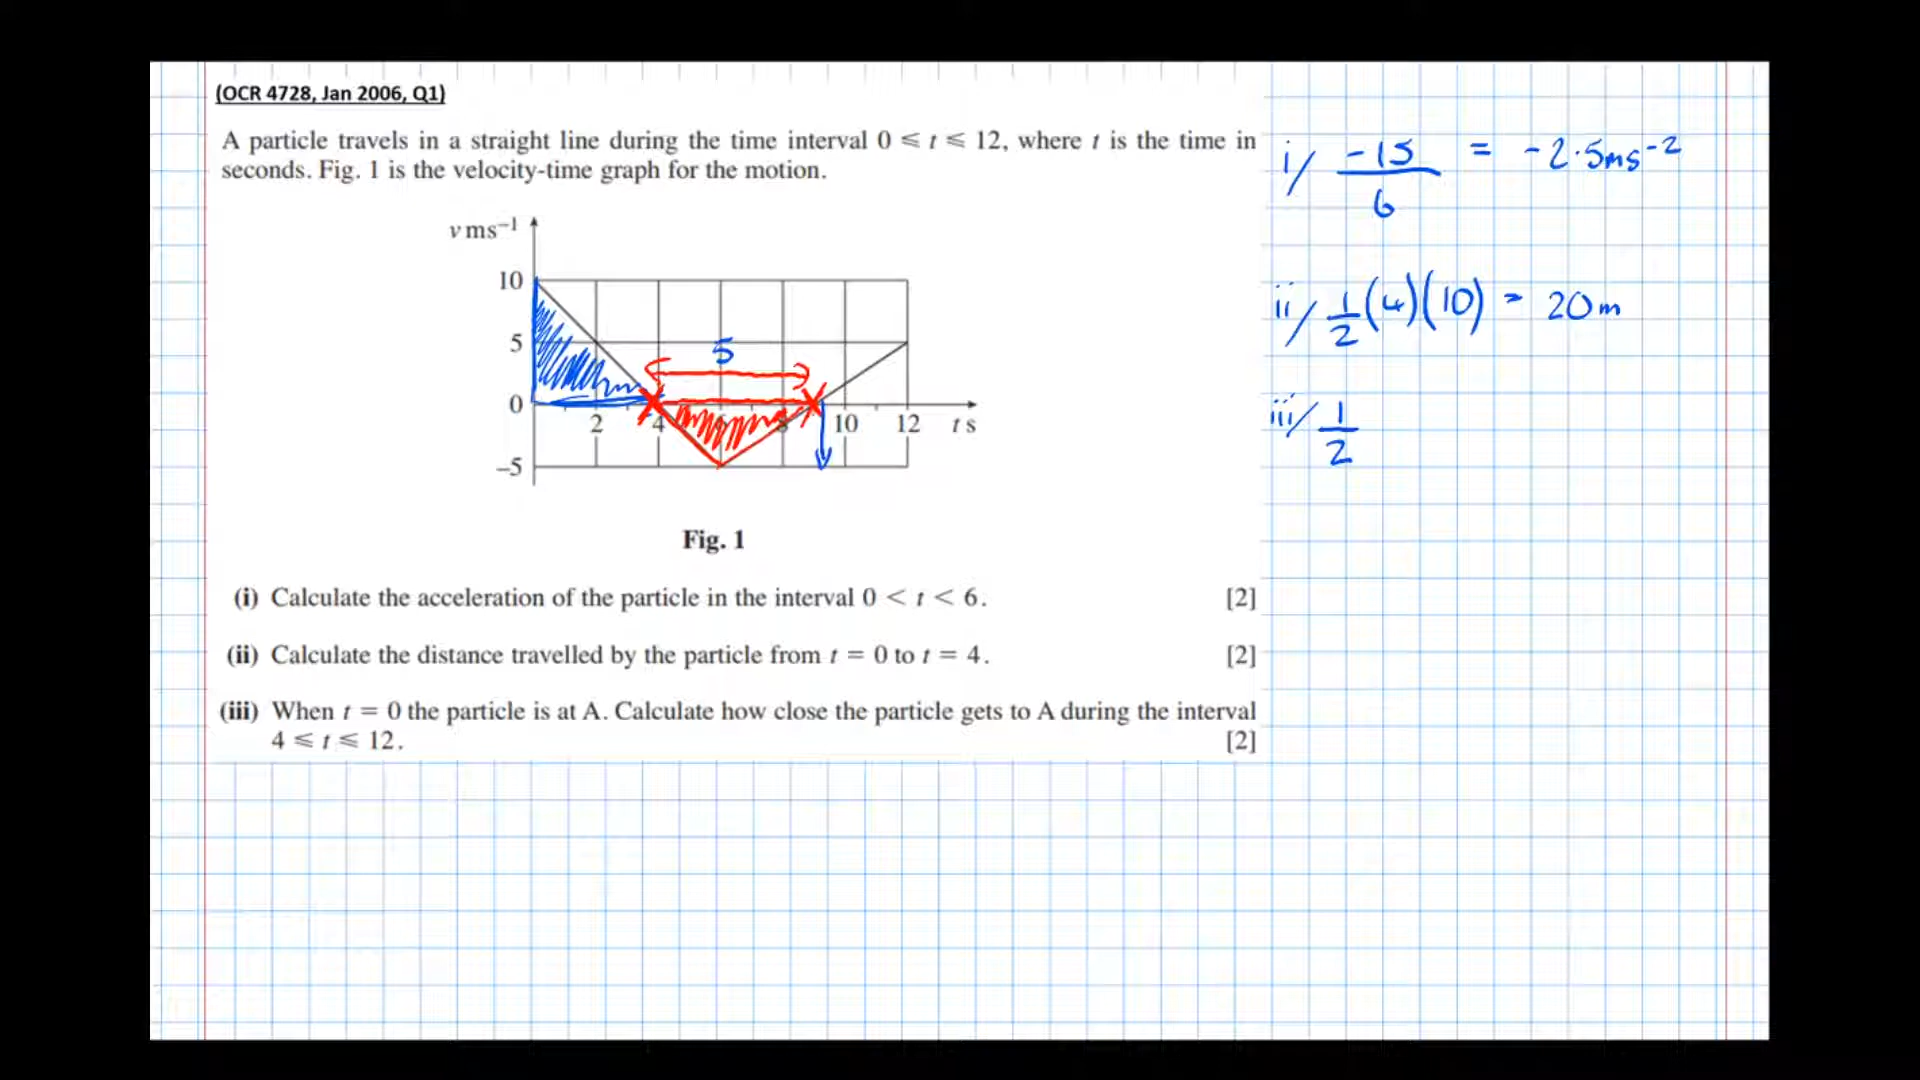 (OCR 4728, Jan 2006, Q1)
A particle travels in a straight line during the time interval 0 ⩽ t ⩽ 12, where t is the time in
seconds. Fig. 1 is the velocity-time graph for the motion.
v ms⁻¹
10
5
5
0
2 4 6 8 10 12 t s
–5
Fig. 1
(i) Calculate the acceleration of the particle in the interval 0 < t < 6. [2]
(ii) Calculate the distance travelled by the particle from t = 0 to t = 4. [2]
(iii) When t = 0 the particle is at A. Calculate how close the particle gets to A during the interval
4 ⩽ t ⩽ 12. [2]
i/ -15/6 = -2.5ms⁻²
ii/ 1/2 (4)(10) = 20m
iii/ 1/2